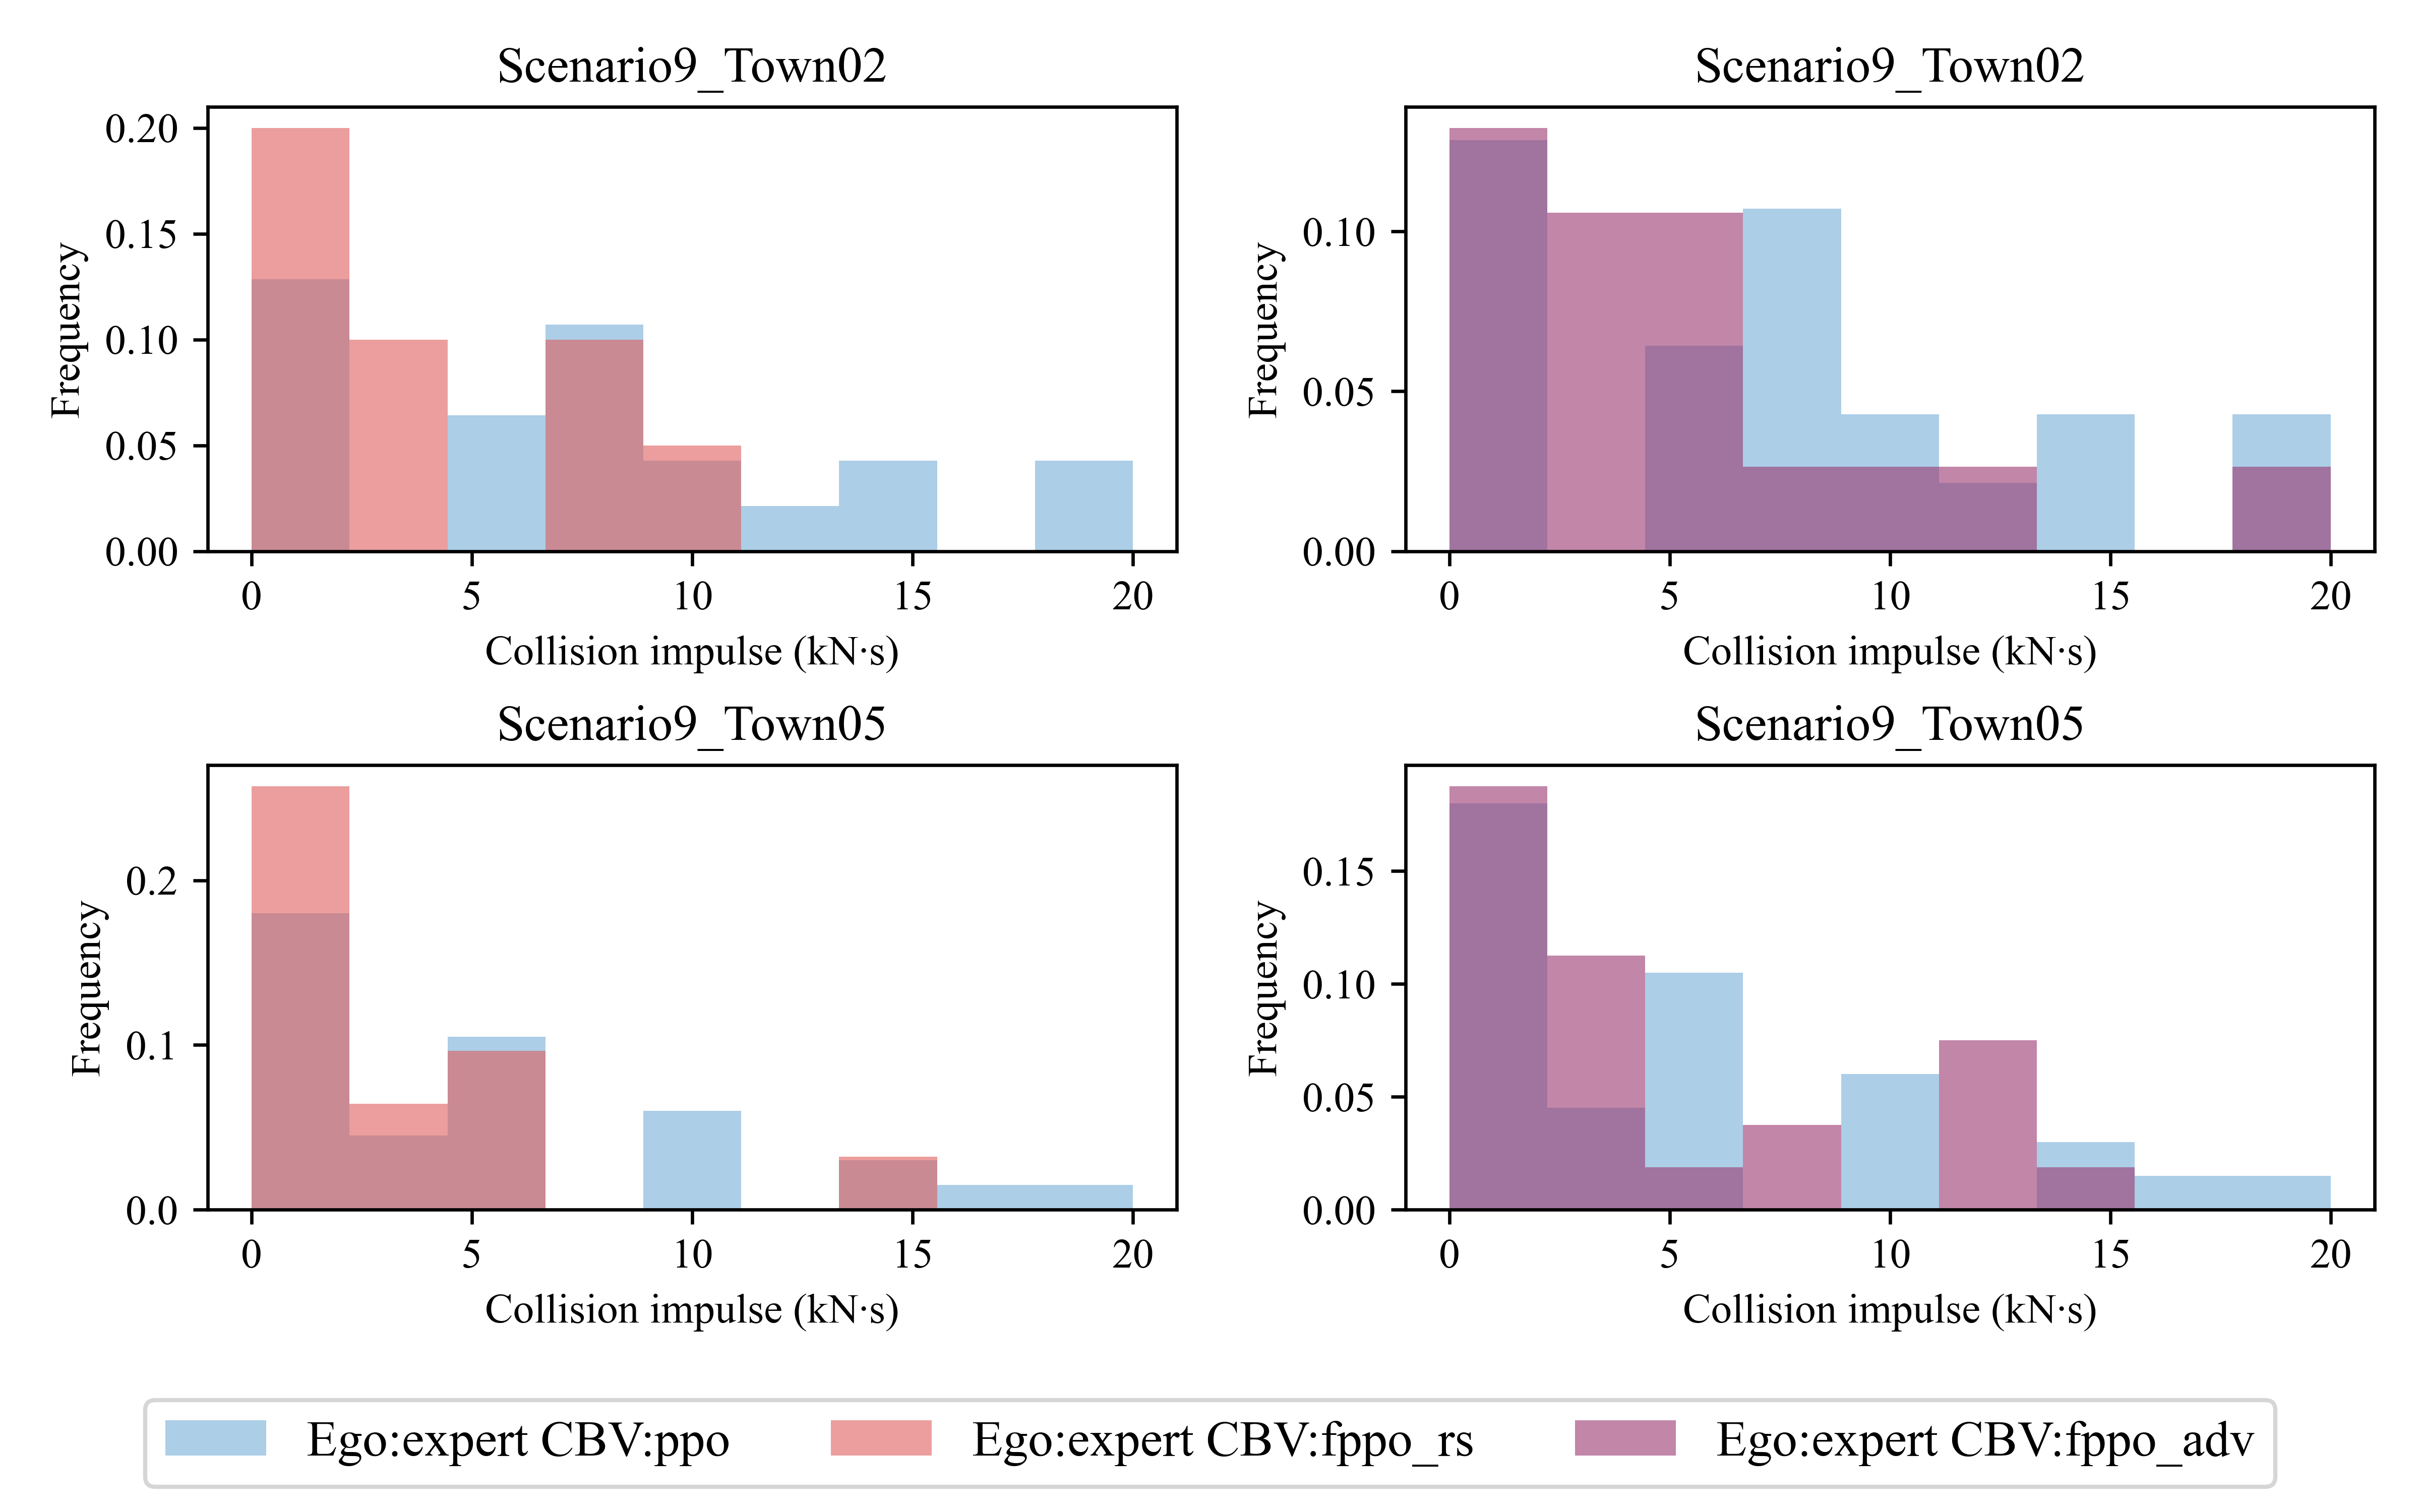 Scenario9_Town02
Frequency
0.20
0.15
0.10
0.05
0.00
0 5 10 15 20
Collision impulse (kN·s)
Scenario9_Town02
Frequency
0.10
0.05
0.00
0 5 10 15 20
Collision impulse (kN·s)
Scenario9_Town05
Frequency
0.2
0.1
0.0
0 5 10 15 20
Collision impulse (kN·s)
Scenario9_Town05
Frequency
0.15
0.10
0.05
0.00
0 5 10 15 20
Collision impulse (kN·s)
Ego:expert CBV:ppo Ego:expert CBV:fppo_rs Ego:expert CBV:fppo_adv